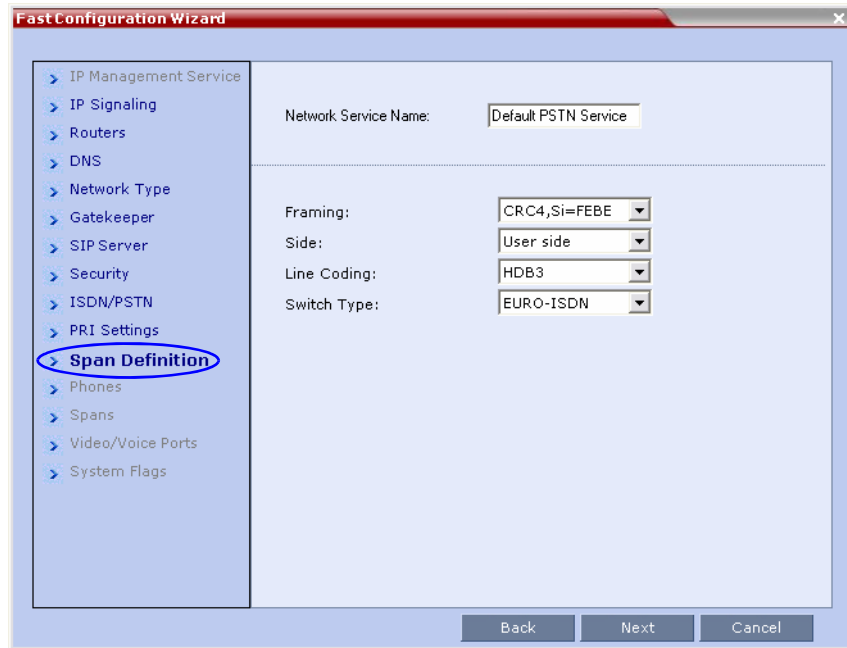 Fast Configuration Wizard
IP Management Service
IP Signaling
Routers
DNS
Network Type
Gatekeeper
SIP Server
Security
ISDN/PSTN
PRI Settings
Span Definition
Phones
Spans
Video/Voice Ports
System Flags
Network Service Name: Default PSTN Service
Framing: CRC4,Si=FEBE
Side: User side
Line Coding: HDB3
Switch Type: EURO-ISDN
Back Next Cancel